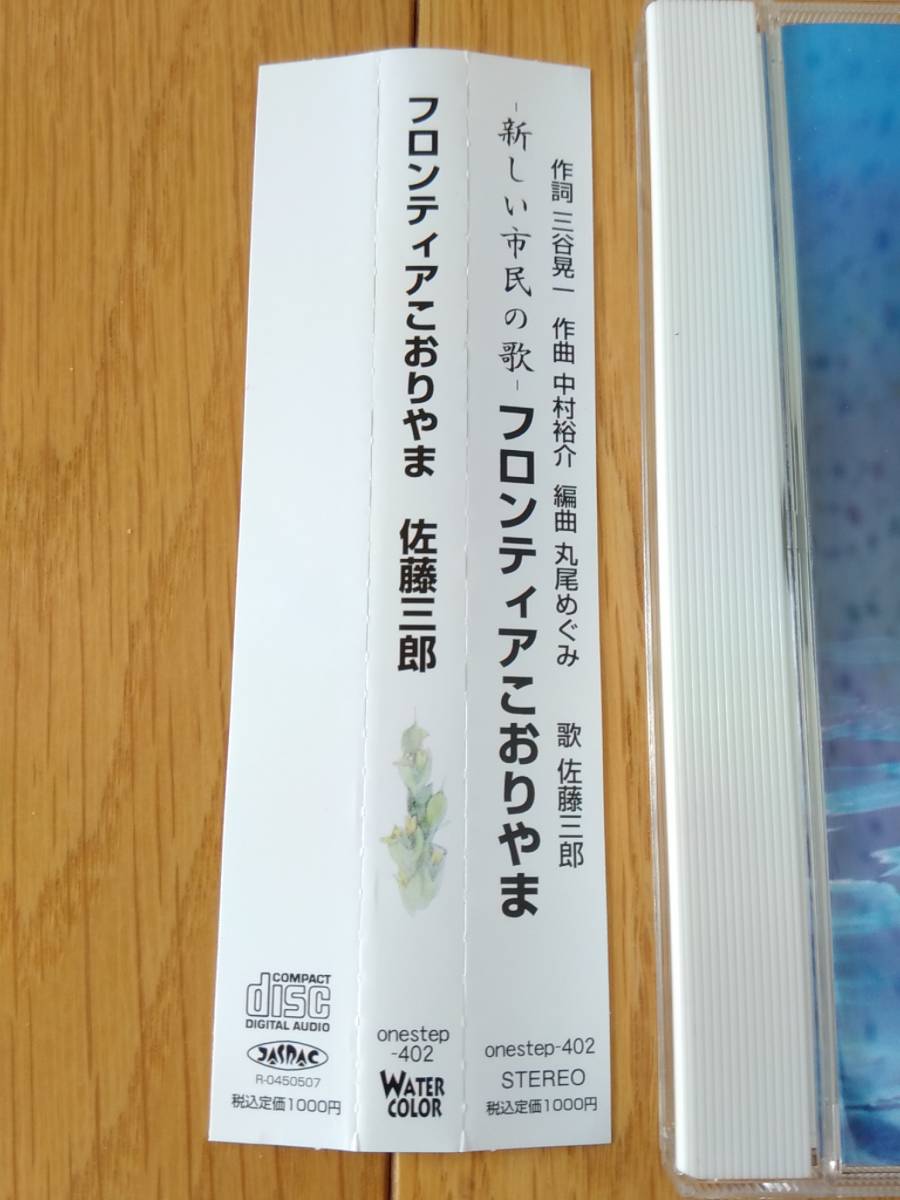 作詞 三谷晃一 作曲 中村裕介 編曲 丸尾めぐみ 歌 佐藤三郎
-新しい市民の歌- フロンティアこおりやま
onestep-402
STEREO
税込定価1000円
フロンティアこおりやま 佐藤三郎
onestep
-402
WATER
COLOR
COMPACT
disc
DIGITAL AUDIO
JASRAC
R-0450507
税込定価1000円